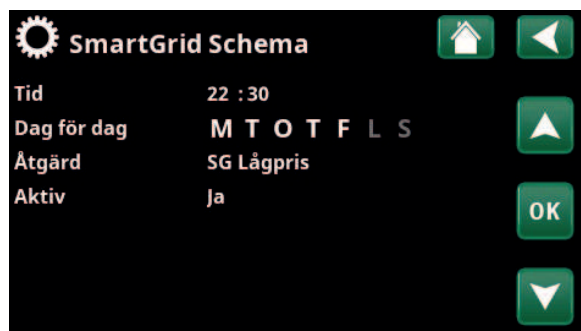 SmartGrid Schema
Tid 22 :30
Dag för dag M T O T F L S
Åtgärd SG Lågpris
Aktiv Ja
OK